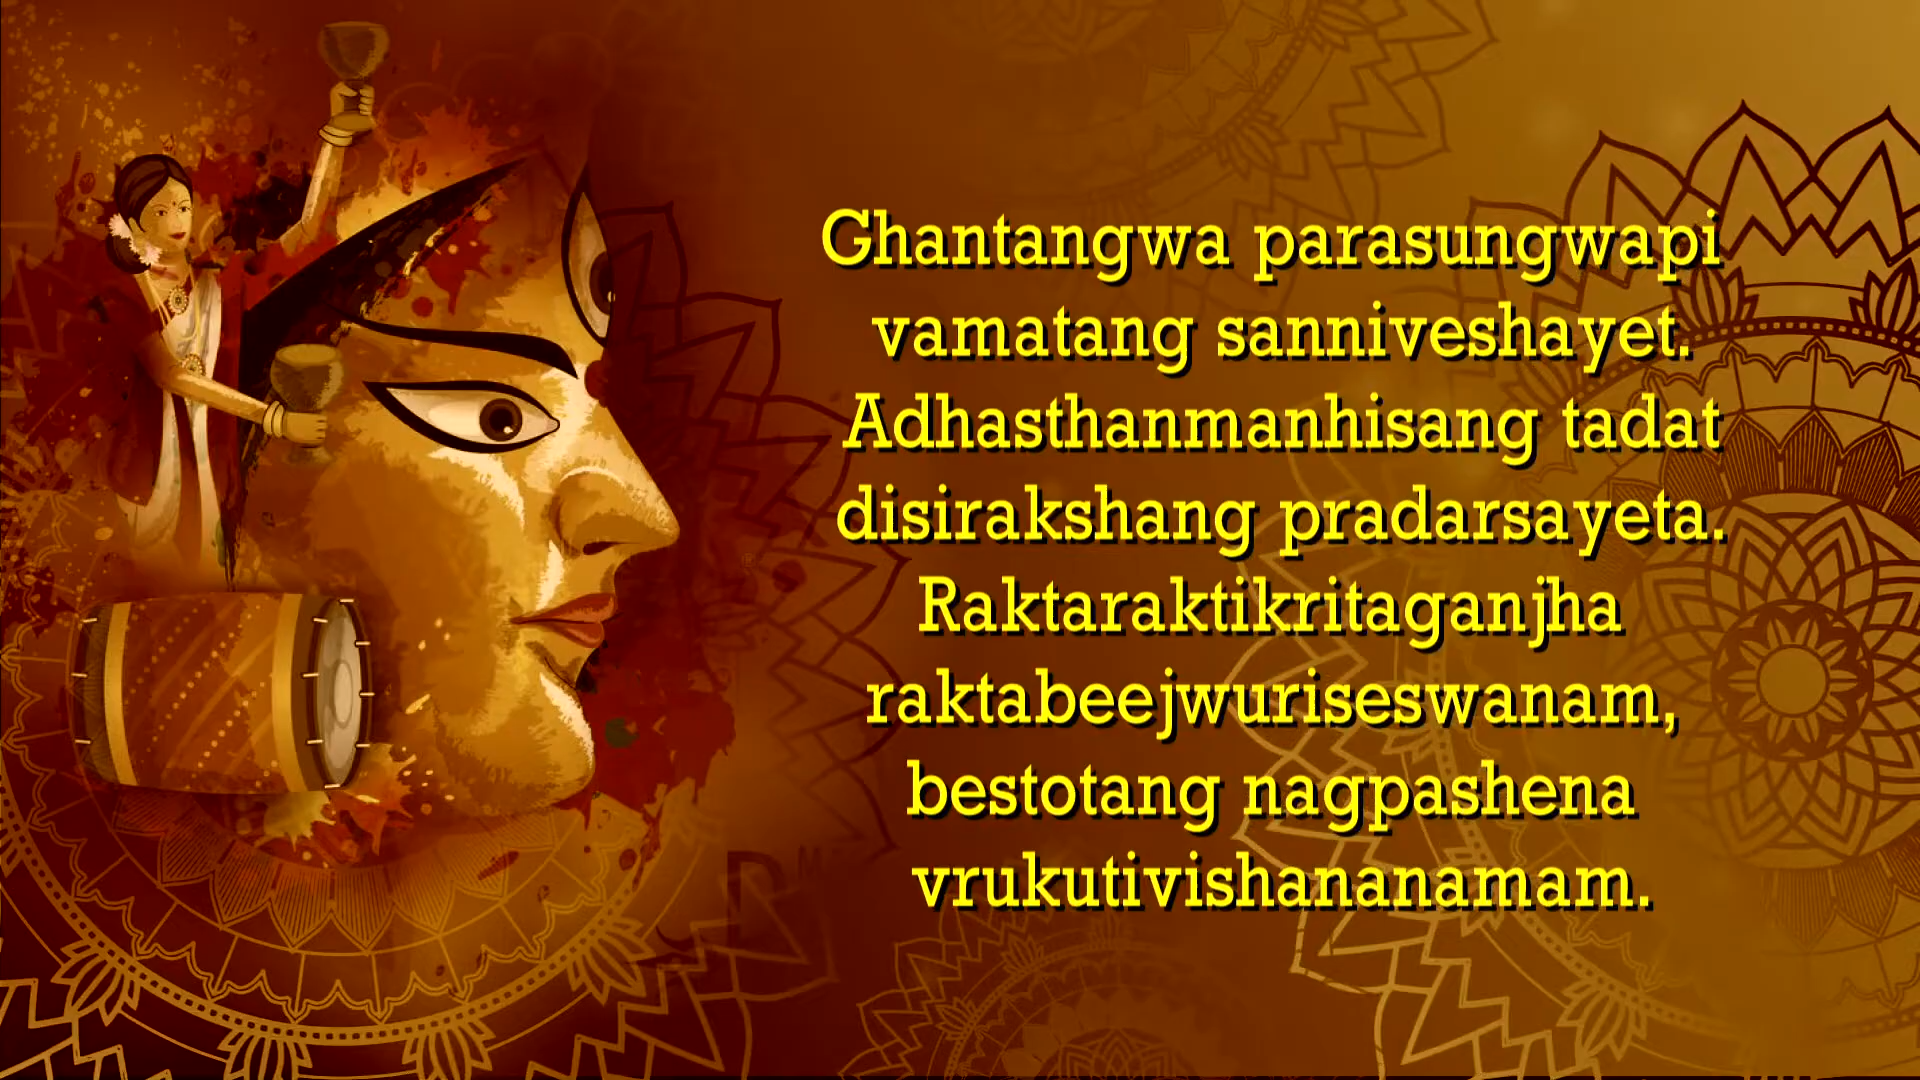 Ghantangwa parasungwapi
vamatang sanniveshayet.
Adhasthanmanhisang tadat
disirakshang pradarsayeta.
Raktaraktikritaganjha
raktabeejwuriseswanam,
bestotang nagpashena
vrukutivishananamam.